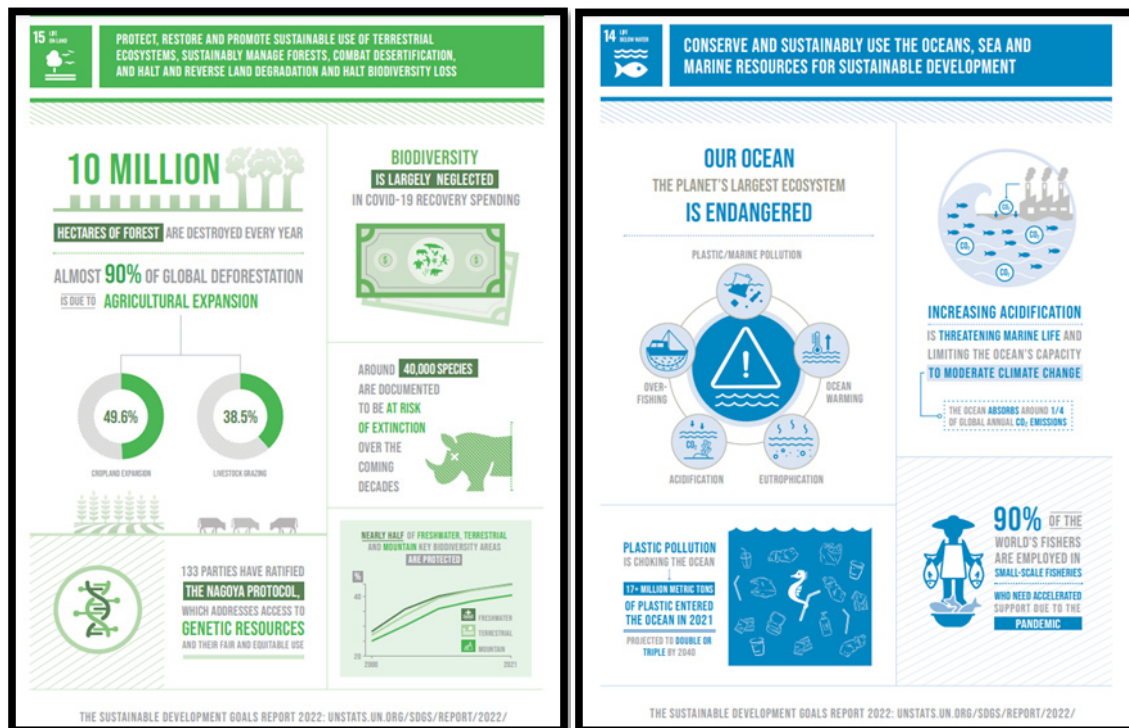 15 LIFE
ON LAND
PROTECT, RESTORE AND PROMOTE SUSTAINABLE USE OF TERRESTRIAL
ECOSYSTEMS, SUSTAINABLY MANAGE FORESTS, COMBAT DESERTIFICATION,
AND HALT AND REVERSE LAND DEGRADATION AND HALT BIODIVERSITY LOSS
10 MILLION
HECTARES OF FOREST ARE DESTROYED EVERY YEAR
ALMOST 90% OF GLOBAL DEFORESTATION
IS DUE TO AGRICULTURAL EXPANSION
49.6%
38.5%
CROPLAND EXPANSION
LIVESTOCK GRAZING
133 PARTIES HAVE RATIFIED
THE NAGOYA PROTOCOL,
WHICH ADDRESSES ACCESS TO
GENETIC RESOURCES
AND THEIR FAIR AND EQUITABLE USE
BIODIVERSITY
IS LARGELY NEGLECTED
IN COVID-19 RECOVERY SPENDING
$
$
AROUND 40,000 SPECIES
ARE DOCUMENTED
TO BE AT RISK
OF EXTINCTION
OVER THE
COMING
DECADES
NEARLY HALF OF FRESHWATER, TERRESTRIAL
AND MOUNTAIN KEY BIODIVERSITY AREAS
ARE PROTECTED
%
40
20
FRESHWATER
TERRESTRIAL
MOUNTAIN
2000
2021
THE SUSTAINABLE DEVELOPMENT GOALS REPORT 2022: UNSTATS.UN.ORG/SDGS/REPORT/2022/
14 LIFE
BELOW WATER
CONSERVE AND SUSTAINABLY USE THE OCEANS, SEA AND
MARINE RESOURCES FOR SUSTAINABLE DEVELOPMENT
OUR OCEAN
THE PLANET'S LARGEST ECOSYSTEM
IS ENDANGERED
PLASTIC/MARINE POLLUTION
OVER-
FISHING
OCEAN
WARMING
CO₂
ACIDIFICATION
EUTROPHICATION
PLASTIC POLLUTION
IS CHOKING THE OCEAN
17+ MILLION METRIC TONS
OF PLASTIC ENTERED
THE OCEAN IN 2021
PROJECTED TO DOUBLE OR
TRIPLE BY 2040
CO₂
CO₂
CO₂
CO₂
INCREASING ACIDIFICATION
IS THREATENING MARINE LIFE AND
LIMITING THE OCEAN'S CAPACITY
TO MODERATE CLIMATE CHANGE
THE OCEAN ABSORBS AROUND 1/4
OF GLOBAL ANNUAL CO₂ EMISSIONS
90% OF THE
WORLD'S FISHERS
ARE EMPLOYED IN
SMALL-SCALE FISHERIES
WHO NEED ACCELERATED
SUPPORT DUE TO THE
PANDEMIC
THE SUSTAINABLE DEVELOPMENT GOALS REPORT 2022: UNSTATS.UN.ORG/SDGS/REPORT/2022/